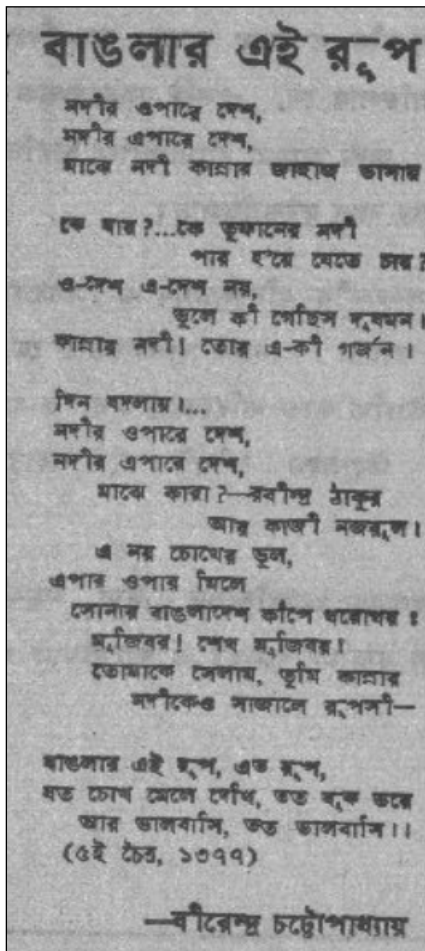 বাঙলার এই রূপ
নদীর ওপারে দেশ,
নদীর এপারে দেশ,
মাঝে নদী কান্নার জাহাজ ভাসায়
কে যায়?...কে তুফানের নদী
পার হ'য়ে যেতে চায়?
ও-দেশ এ-দেশ নয়,
ভুলে কী গেছিস দুষমন।
কান্নার নদী! তোর এ-কী গর্জন।
দিন বদলায়।...
নদীর ওপারে দেশ,
নদীর এপারে দেশ,
মাঝে কারা?—রবীন্দ্র ঠাকুর
আর কাজী নজরুল।
এ নয় চোখের ভুল,
এপার ওপার মিলে
সোনার বাঙলাদেশ কাঁপে থরোথর :
মুজিবর! শেখ মুজিবর!
তোমাকে সেলাম, তুমি কান্নার
নদীকেও সাজালে রূপসী—
বাঙলার এই রূপ, এত রূপ,
যত চোখ মেলে দেখি, তত বুক ভরে
আর ভালবাসি, তত ভালবাসি।।
(৫ই চৈত্র, ১৩৭৭)
—বীরেন্দ্র চট্টোপাধ্যায়